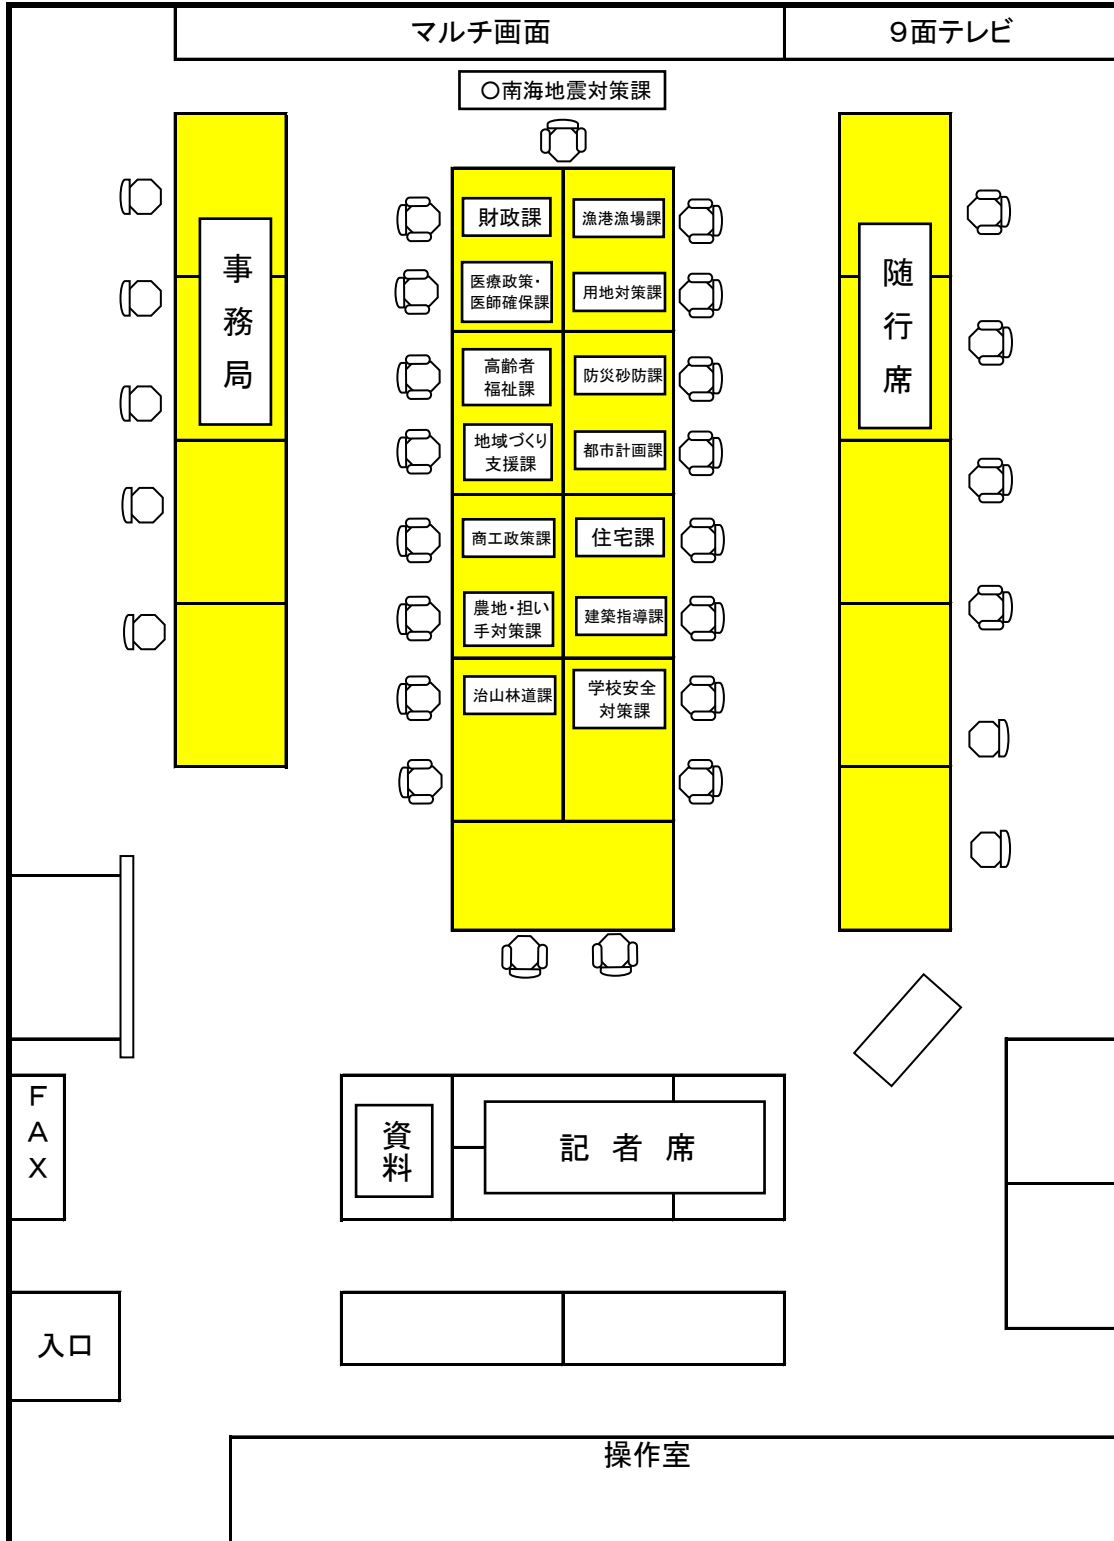 マルチ画面
9面テレビ
○南海地震対策課
事務局
財政課
漁港漁場課
医療政策・
医師確保課
用地対策課
高齢者
福祉課
防災砂防課
地域づくり
支援課
都市計画課
商工政策課
住宅課
農地・担い
手対策課
建築指導課
治山林道課
学校安全
対策課
随行席
FAX
資料
記者席
入口
操作室